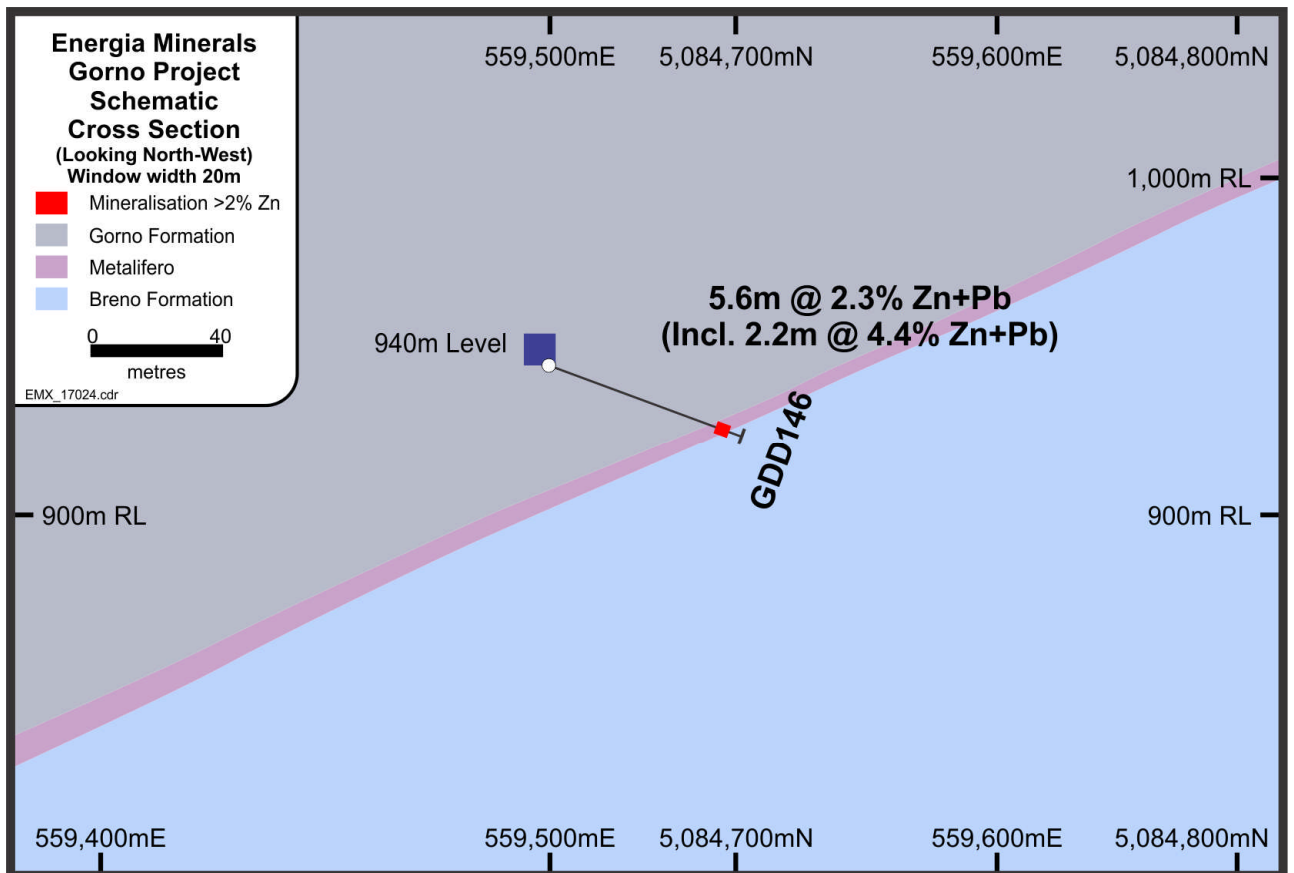 Energia Minerals
Gorno Project
Schematic
Cross Section
(Looking North-West)
Window width 20m
Mineralisation >2% Zn
Gorno Formation
Metalifero
Breno Formation
0 40
metres
EMX_17024.cdr
559,500mE 5,084,700mN 559,600mE 5,084,800mN
1,000m RL
5.6m @ 2.3% Zn+Pb
(Incl. 2.2m @ 4.4% Zn+Pb)
940m Level
GDD146
900m RL 900m RL
559,400mE 559,500mE 5,084,700mN 559,600mE 5,084,800mN